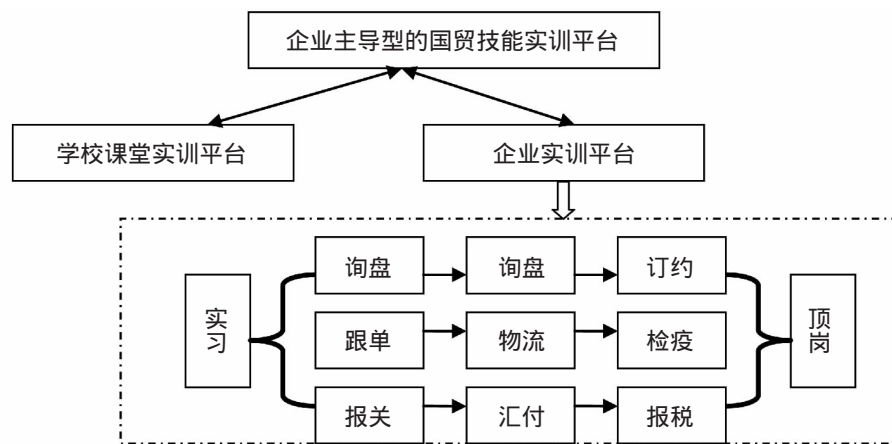 企业主导型的国贸技能实训平台
学校课堂实训平台
企业实训平台
实习
询盘
询盘
订约
跟单
物流
检疫
报关
汇付
报税
顶岗